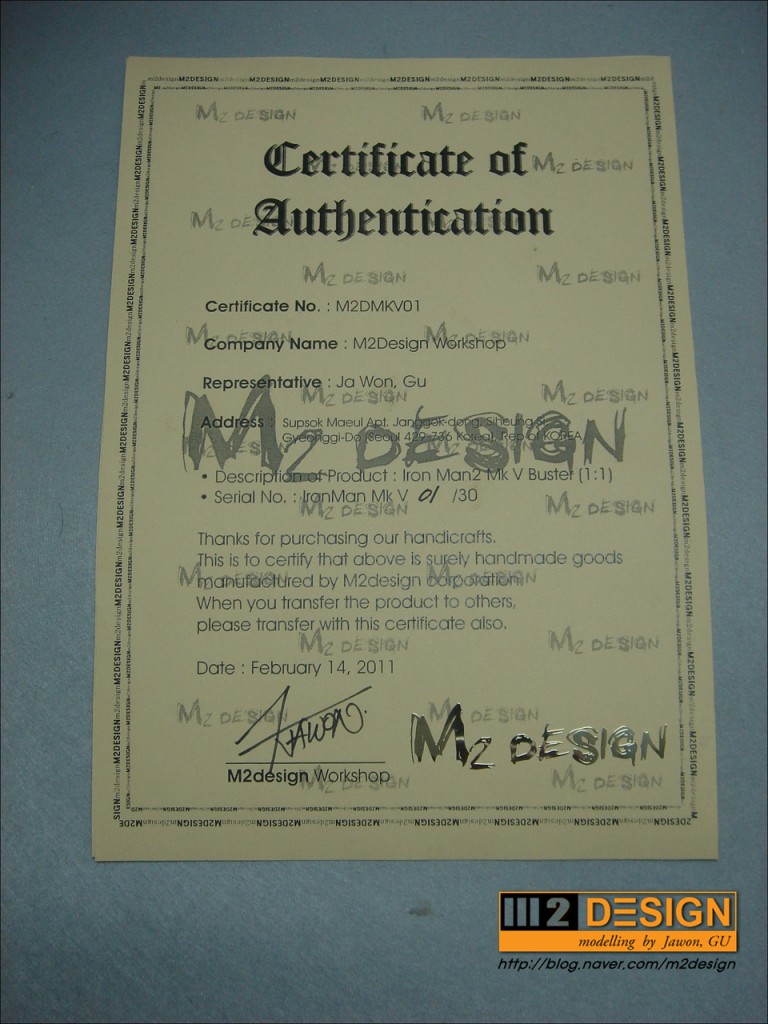 Certificate of
Authentication
Certificate No. : M2DMKV01
Company Name : M2Design Workshop
Representative : Ja Won, Gu
Address : Supsok Maeul Apt. Janggok-dong, Siheung-si,
Gyeonggi-Do (Seoul 429-736 Korea), Rep of KOREA
M2 DESIGN
• Description of Product : Iron Man2 Mk V Buster (1:1)
• Serial No. : IronMan Mk V 01 /30
Thanks for purchasing our handicrafts.
This is to certify that above is surely handmade goods
manufactured by M2design corporation.
When you transfer the product to others,
please transfer with this certificate also.
Date : February 14, 2011
JAWON.
M2 DESIGN
M2design Workshop
M2 DESIGN
modelling by Jawon, GU
http://blog.naver.com/m2design